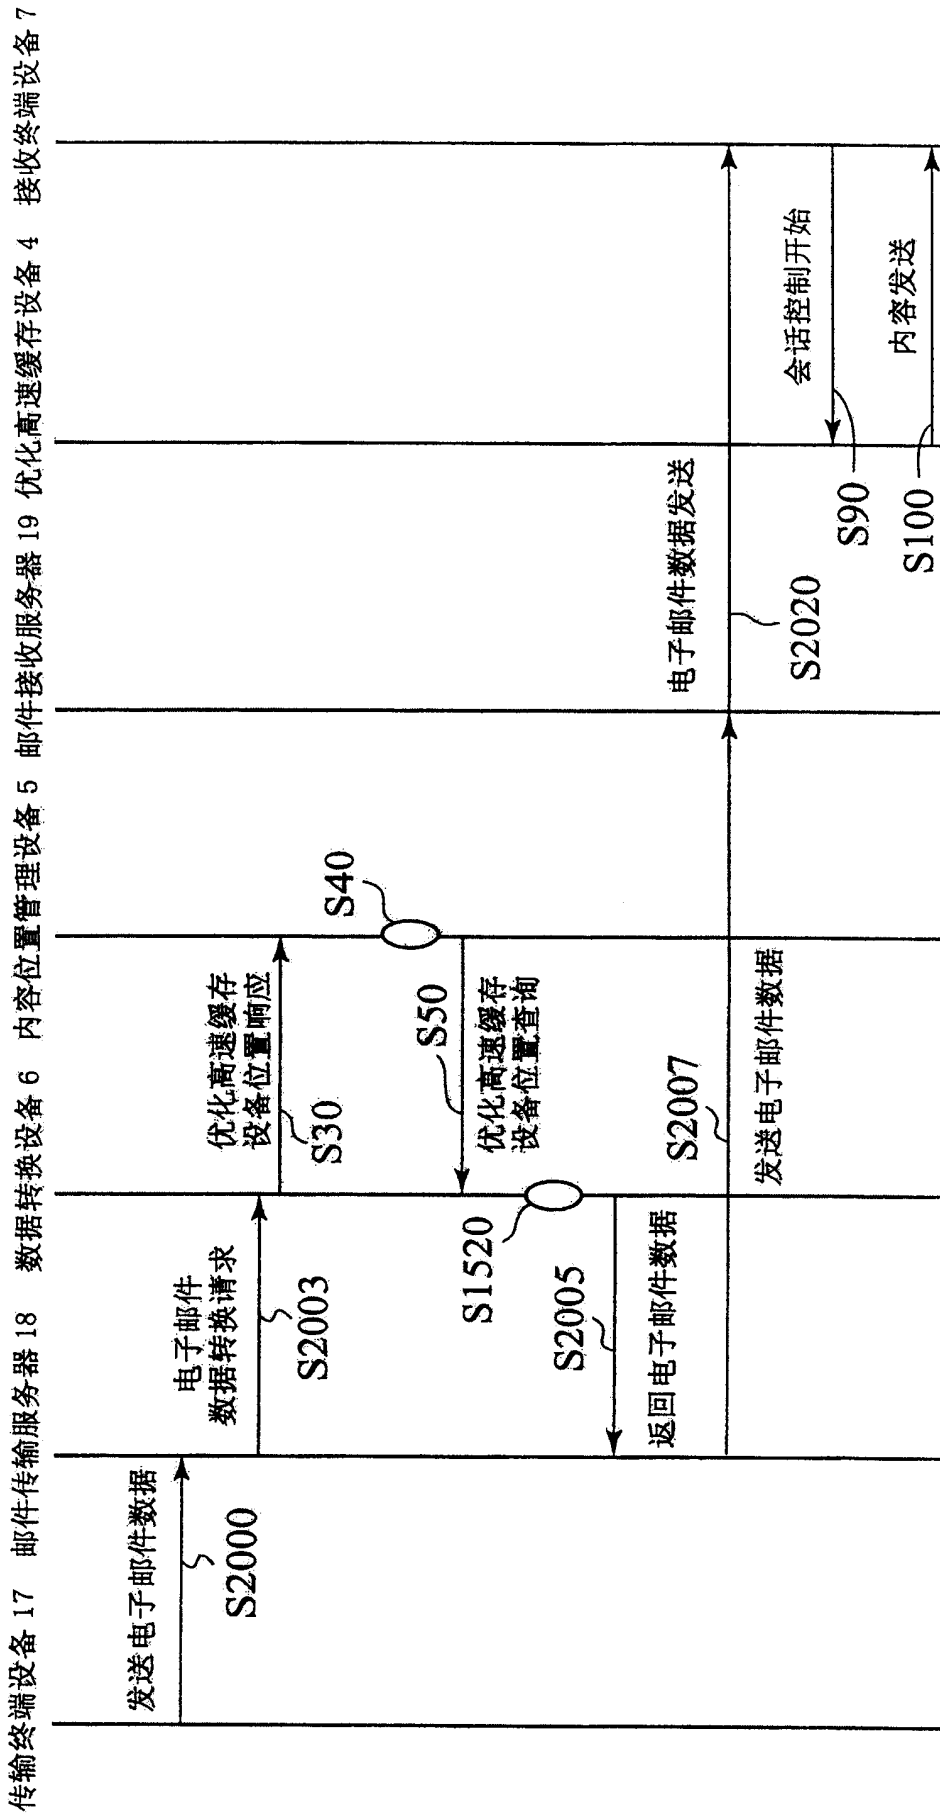 传输终端设备 17
邮件传输服务器 18
数据转换设备 6
内容位置管理设备 5
邮件接收服务器 19
优化高速缓存设备 4
接收终端设备 7
发送电子邮件数据
S2000
电子邮件
数据转换请求
S2003
优化高速缓存
设备位置响应
S30
S40
S50
优化高速缓存
设备位置查询
S1520
S2005
返回电子邮件数据
S2007
发送电子邮件数据
电子邮件数据发送
S2020
会话控制开始
S90
内容发送
S100